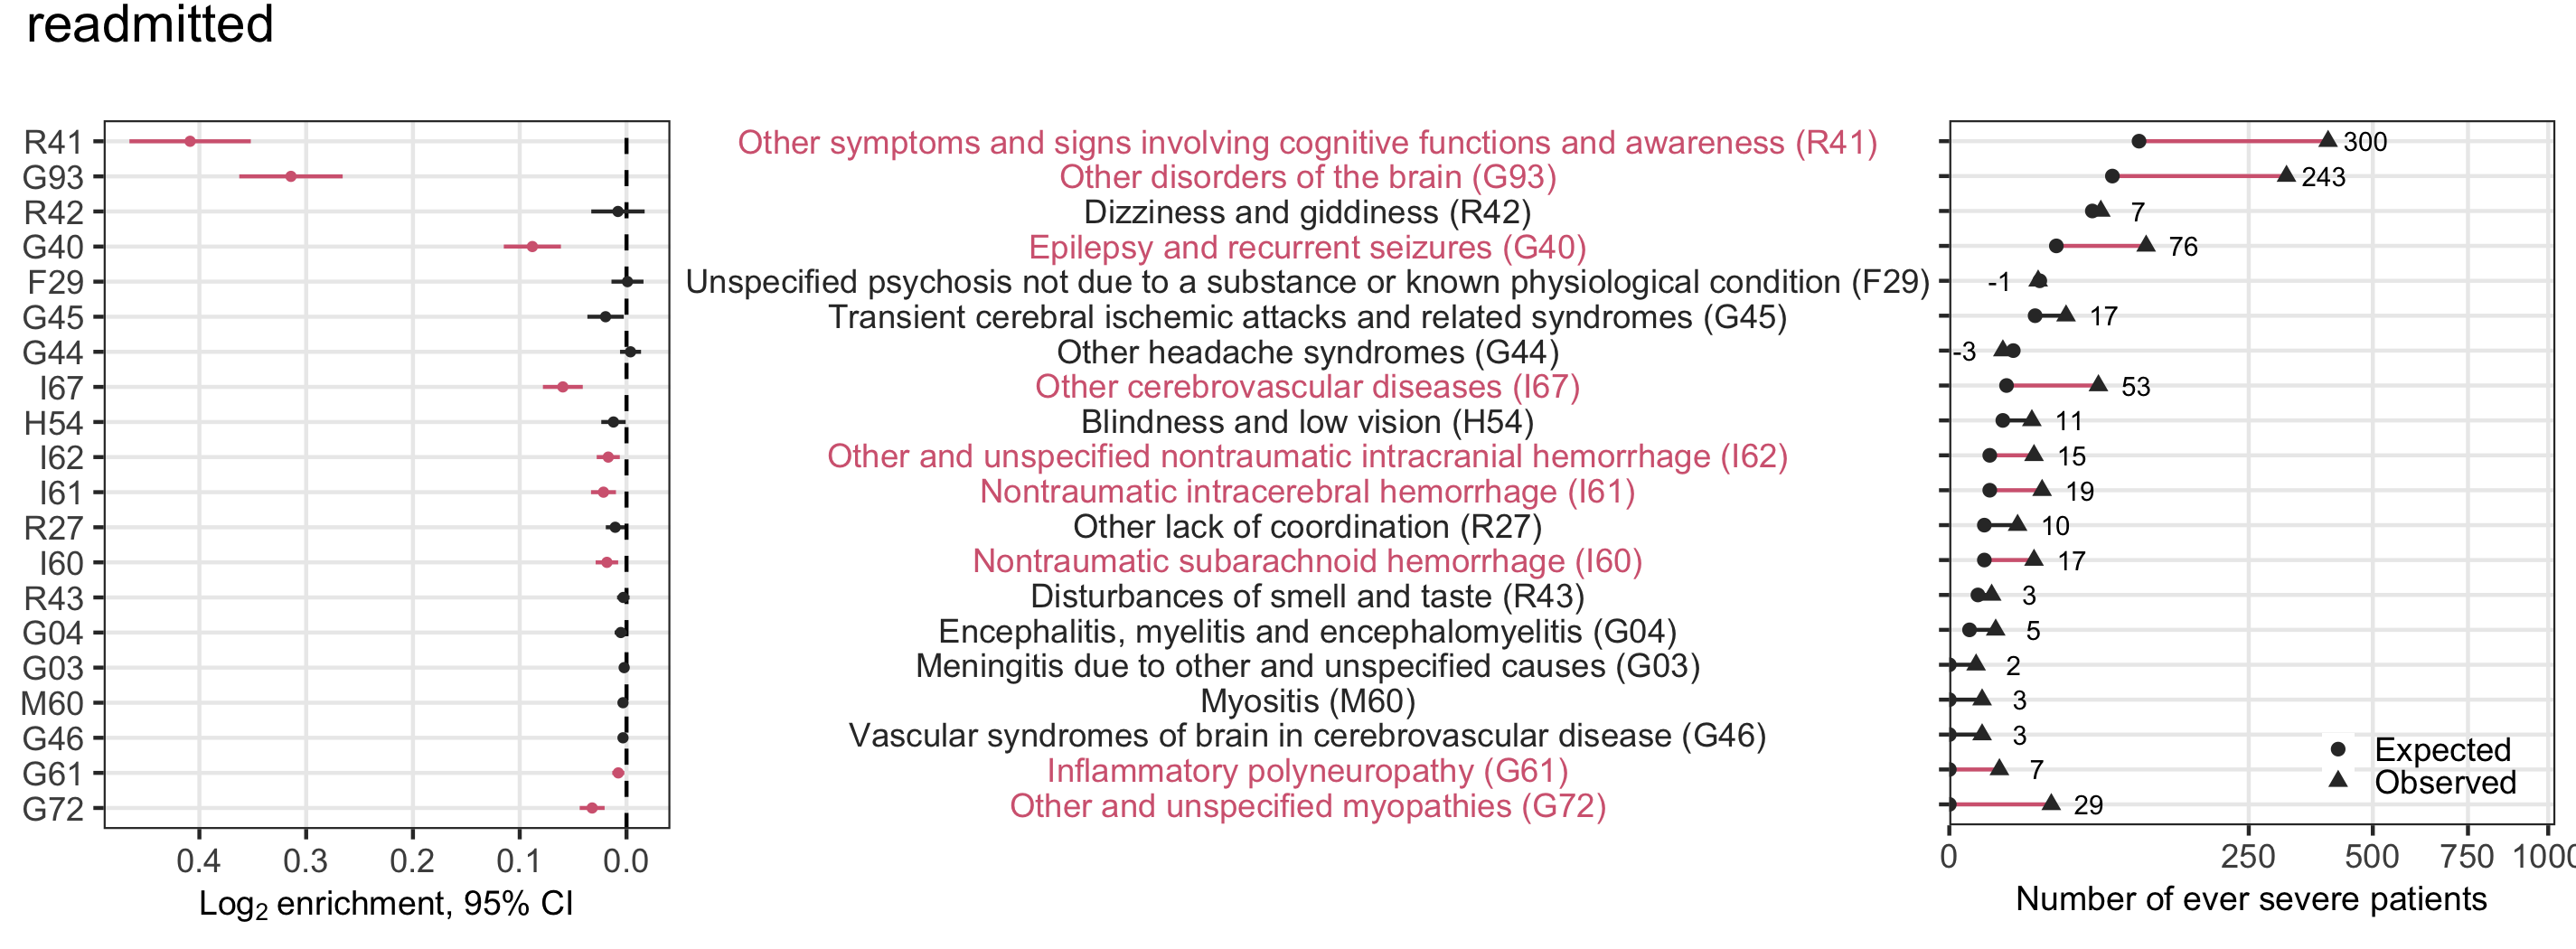 readmitted
R41 Other symptoms and signs involving cognitive functions and awareness (R41) 300
G93 Other disorders of the brain (G93) 243
R42 Dizziness and giddiness (R42) 7
G40 Epilepsy and recurrent seizures (G40) 76
F29 Unspecified psychosis not due to a substance or known physiological condition (F29) -1
G45 Transient cerebral ischemic attacks and related syndromes (G45) 17
G44 Other headache syndromes (G44) -3
I67 Other cerebrovascular diseases (I67) 53
H54 Blindness and low vision (H54) 11
I62 Other and unspecified nontraumatic intracranial hemorrhage (I62) 15
I61 Nontraumatic intracerebral hemorrhage (I61) 19
R27 Other lack of coordination (R27) 10
I60 Nontraumatic subarachnoid hemorrhage (I60) 17
R43 Disturbances of smell and taste (R43) 3
G04 Encephalitis, myelitis and encephalomyelitis (G04) 5
G03 Meningitis due to other and unspecified causes (G03) 2
M60 Myositis (M60) 3
G46 Vascular syndromes of brain in cerebrovascular disease (G46) 3
Expected
G61 Inflammatory polyneuropathy (G61) 7
Observed
G72 Other and unspecified myopathies (G72) 29
0.4 0.3 0.2 0.1 0.0 0 250 500 750 1000
Log₂ enrichment, 95% CI Number of ever severe patients